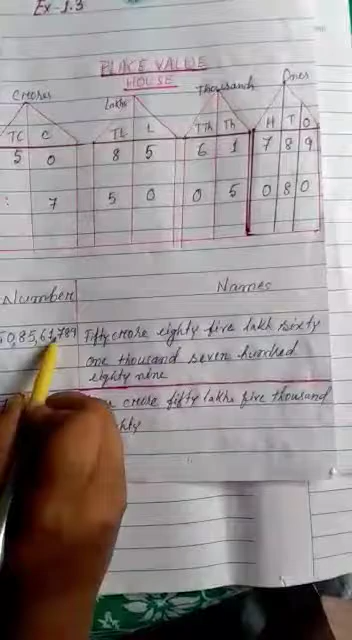 Ex-1.3
PLACE VALUE
HOUSE
Crores Lakhs Thousands Ones
TC C TL L TTh Th H T O
5 0 8 5 6 1 7 8 9
7 5 0 0 5 0 8 0
Number Names
50,85,61,789 Fifty crore eighty five lakh sixty
one thousand seven hundred
eighty nine
crore fifty lakhs five thousand